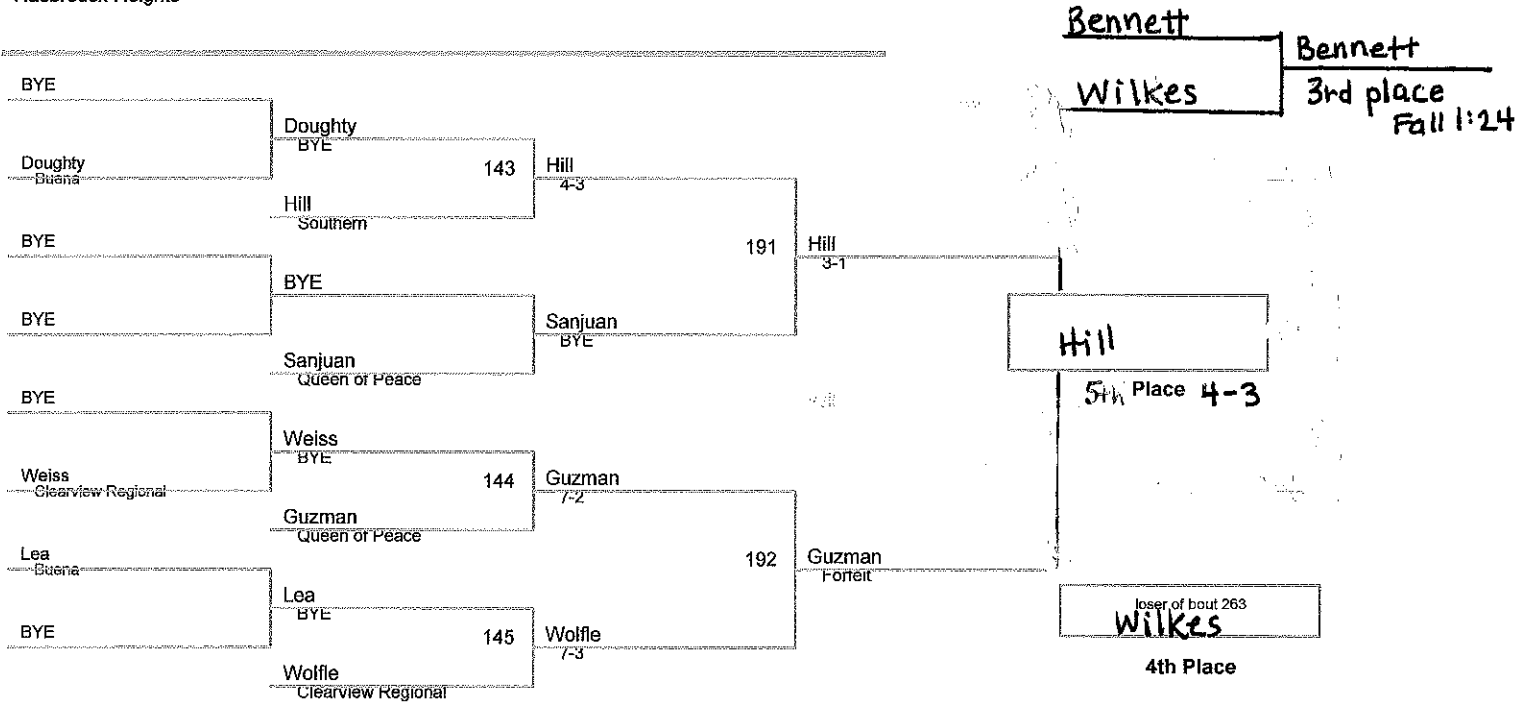 Bennett
Bennett
Wilkes
3rd place
Fall 1:24
BYE
Doughty
BYE
Doughty
Buena
143
Hill
4-3
Hill
Southern
BYE
191
Hill
3-1
BYE
BYE
Sanjuan
BYE
Sanjuan
Queen of Peace
Hill
5th Place 4-3
BYE
Weiss
BYE
Weiss
Clearview Regional
144
Guzman
7-2
Guzman
Queen of Peace
Lea
Buena
192
Guzman
Forfeit
Lea
BYE
loser of bout 263
Wilkes
BYE
145
Wolfle
7-3
4th Place
Wolfle
Clearview Regional